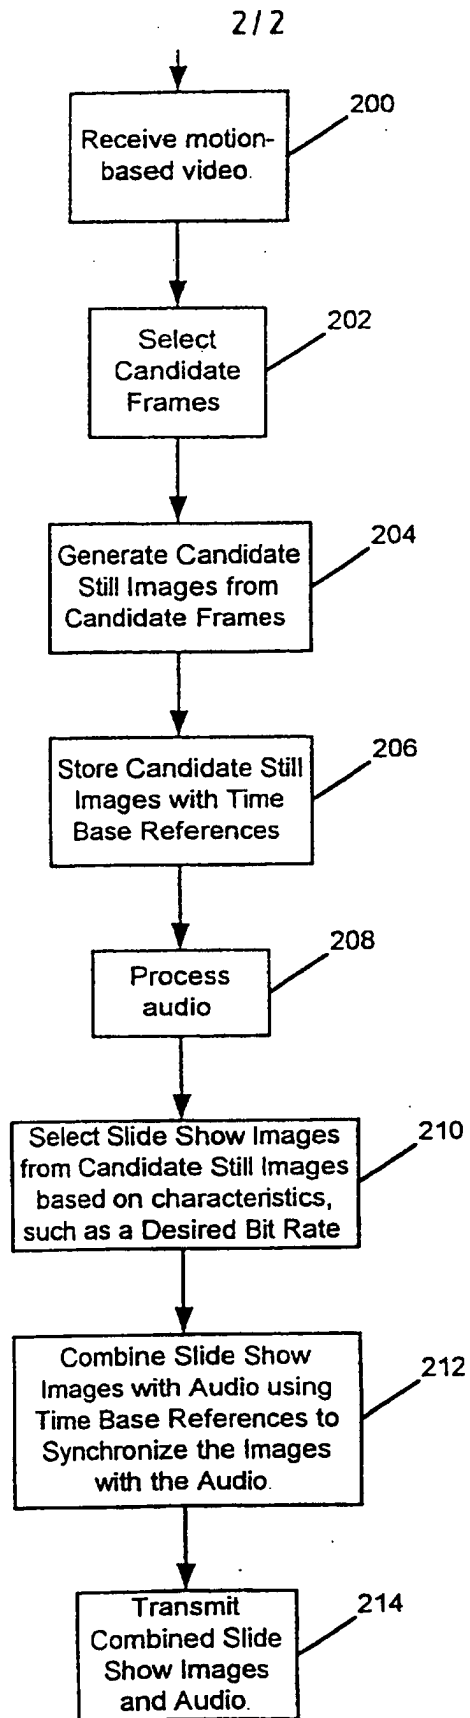 2/2
200
Receive motion-
based video.
202
Select
Candidate
Frames
204
Generate Candidate
Still Images from
Candidate Frames
206
Store Candidate Still
Images with Time
Base References
208
Process
audio
210
Select Slide Show Images
from Candidate Still Images
based on characteristics,
such as a Desired Bit Rate
212
Combine Slide Show
Images with Audio using
Time Base References to
Synchronize the Images
with the Audio.
214
Transmit
Combined Slide
Show Images
and Audio.